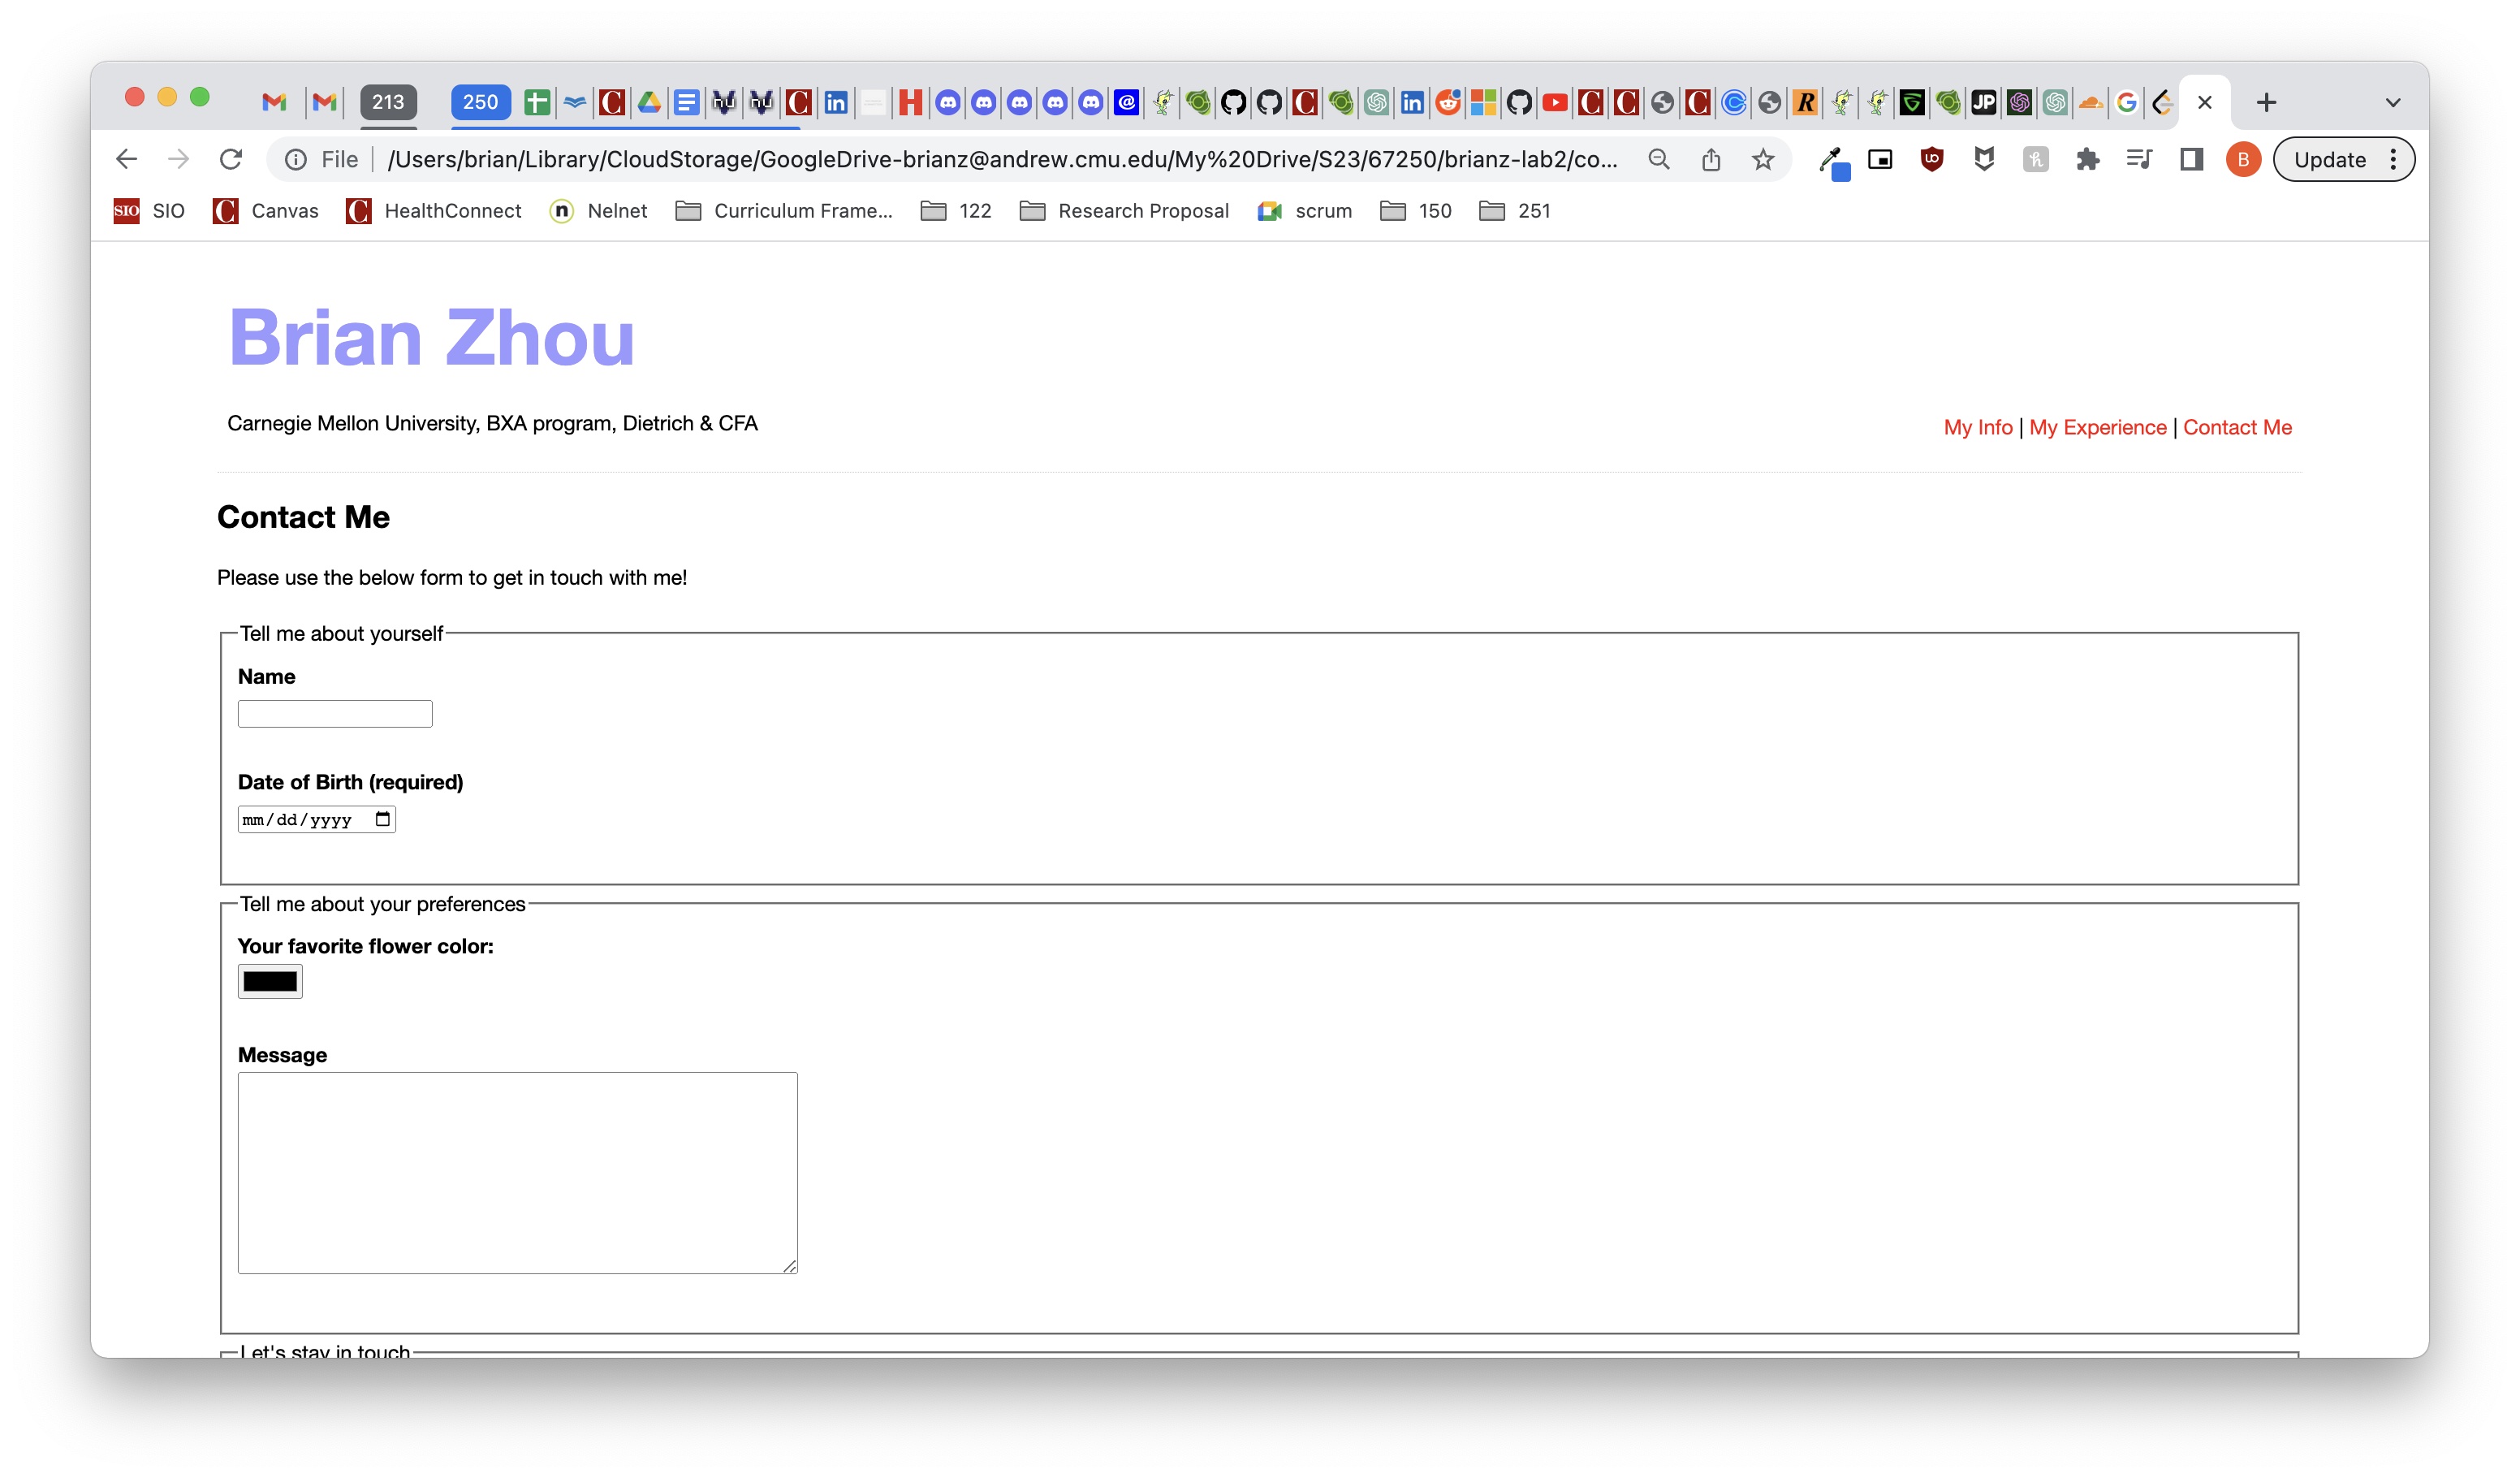 213 250
File /Users/brian/Library/CloudStorage/GoogleDrive-brianz@andrew.cmu.edu/My%20Drive/S23/67250/brianz-lab2/co... Update
SIO Canvas HealthConnect Nelnet Curriculum Frame... 122 Research Proposal scrum 150 251
Brian Zhou
Carnegie Mellon University, BXA program, Dietrich & CFA
My Info | My Experience | Contact Me
Contact Me
Please use the below form to get in touch with me!
Tell me about yourself
Name
Date of Birth (required)
mm/dd/yyyy
Tell me about your preferences
Your favorite flower color:
Message
Let's stay in touch